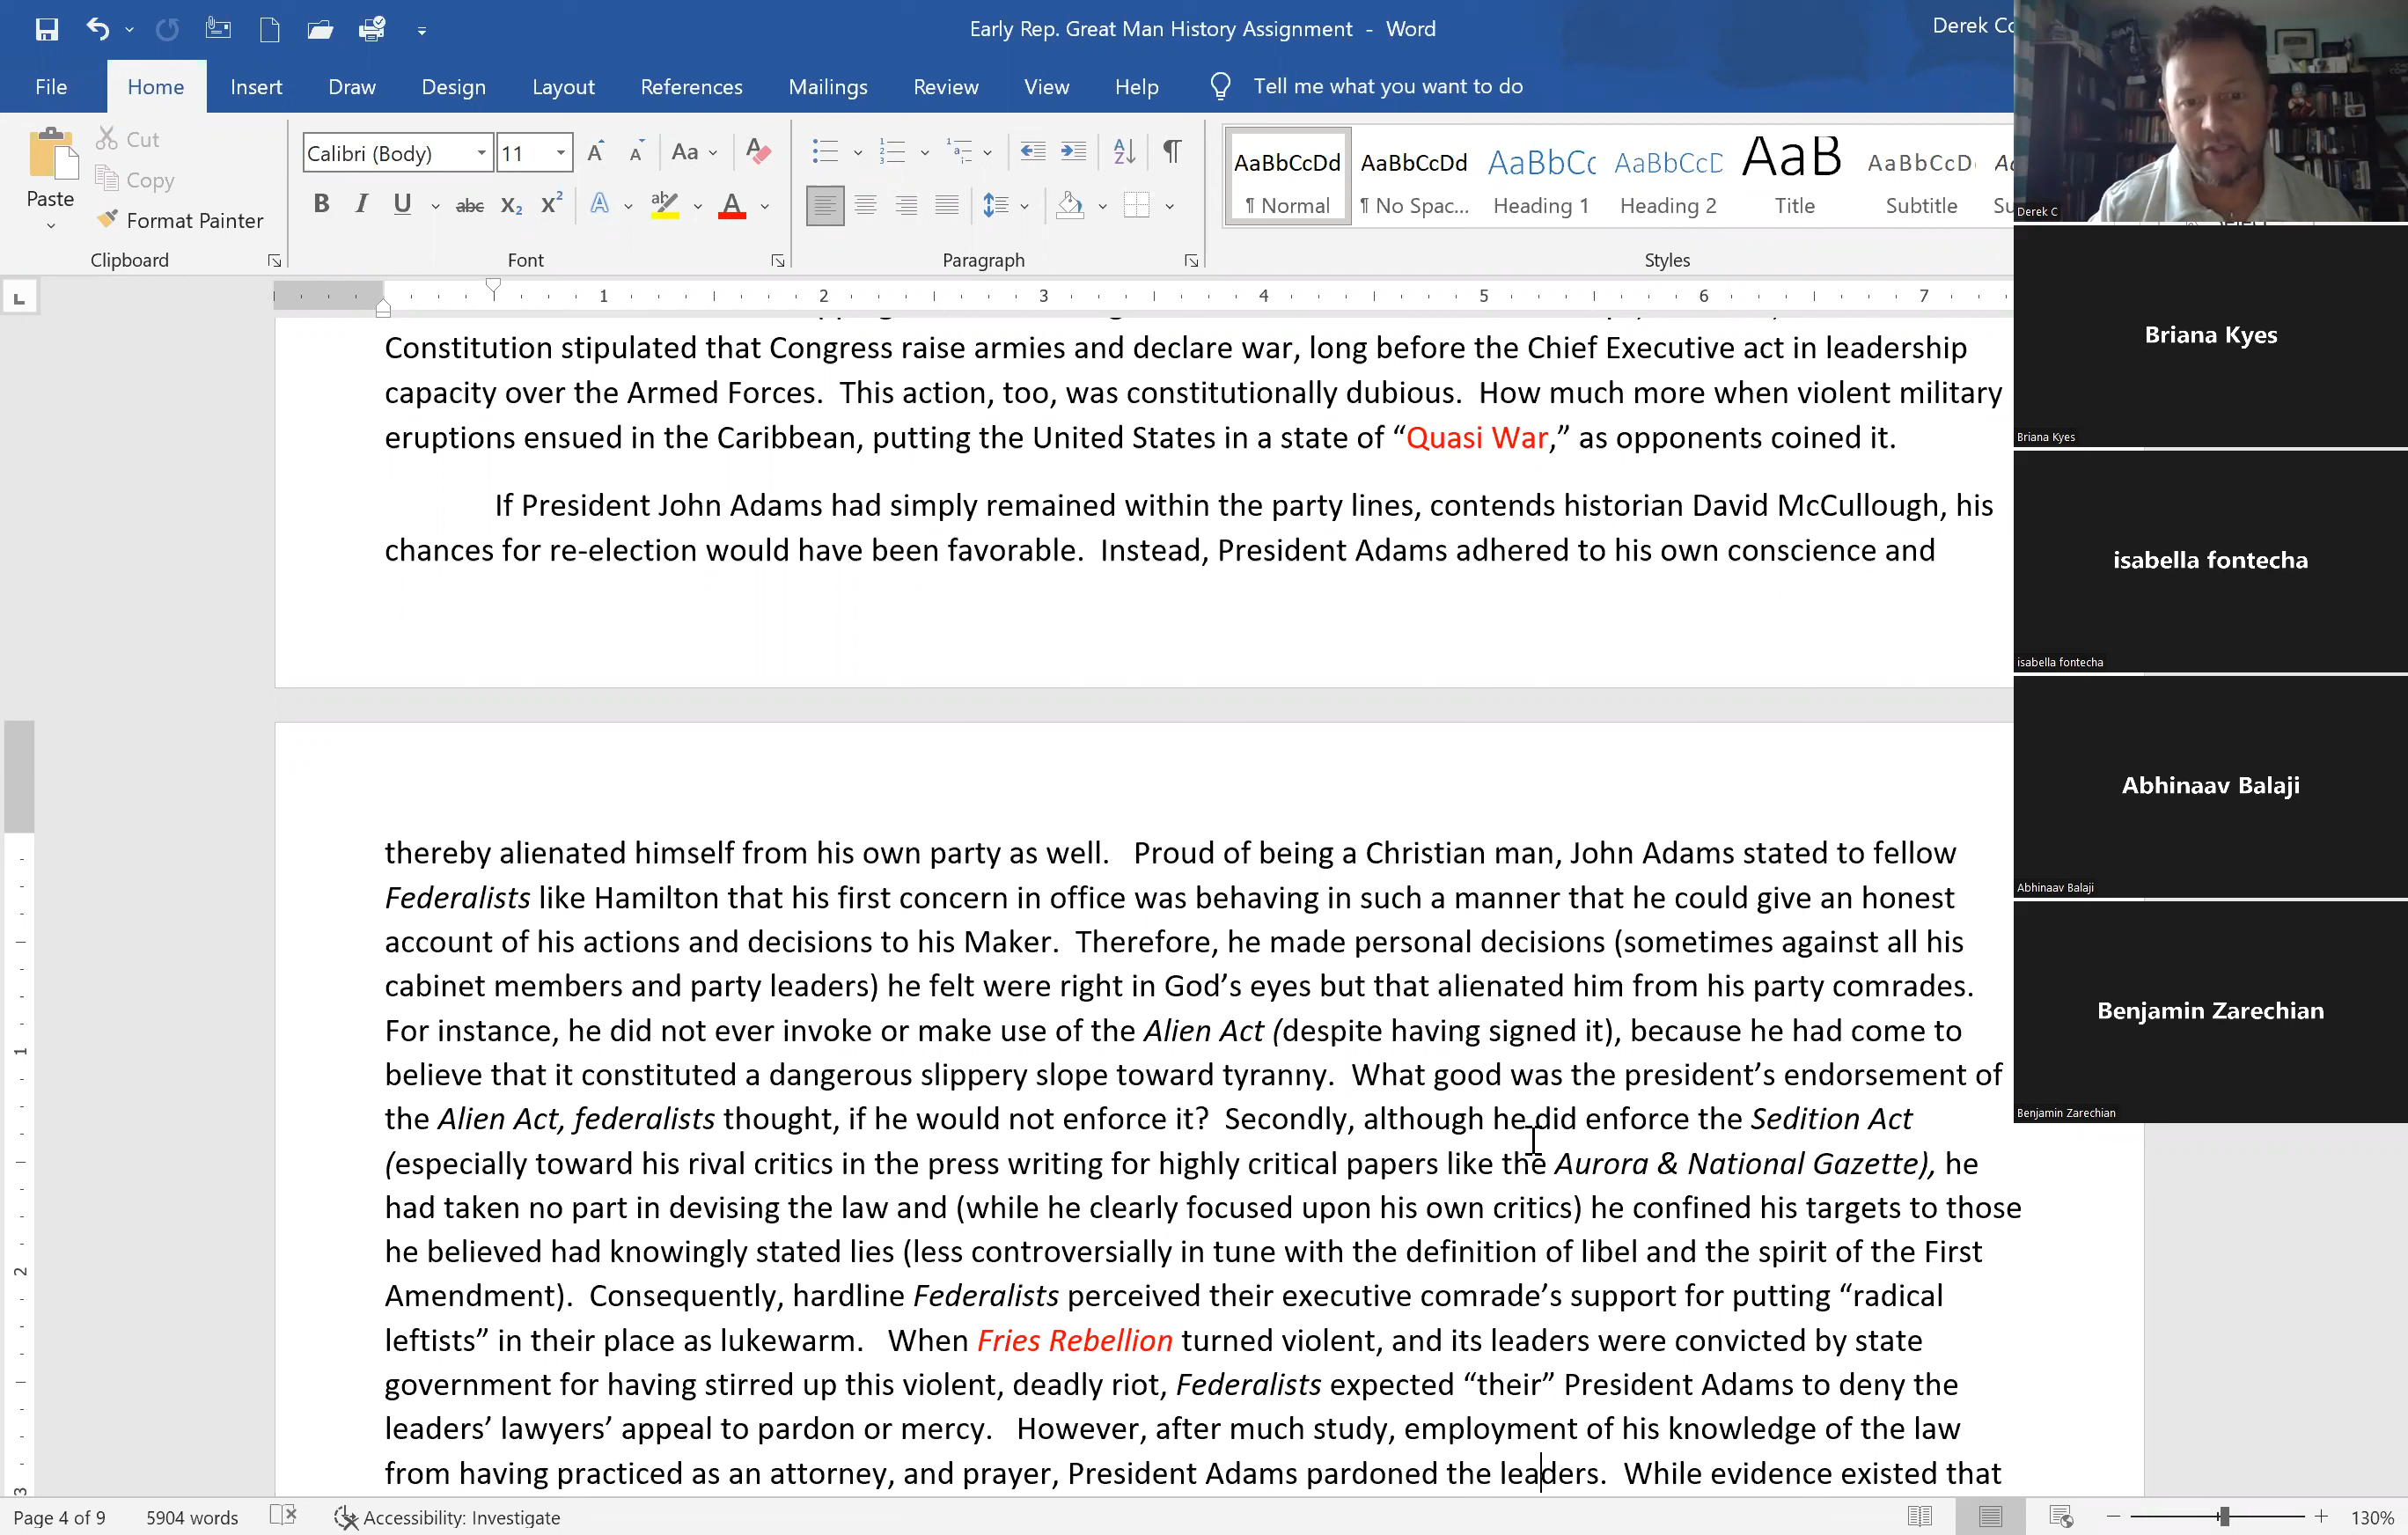 Early Rep. Great Man History Assignment - Word
Derek Co
File Home Insert Draw Design Layout References Mailings Review View Help Tell me what you want to do
Paste
Cut
Copy
Format Painter
Clipboard
Calibri (Body) 11
Font
Paragraph
AaBbCcDd ¶ Normal
AaBbCcDd ¶ No Spac...
AaBbCc Heading 1
AaBbCcD Heading 2
AaB Title
AaBbCcD Subtitle
Styles
1 2 3 4 5 6 7
Constitution stipulated that Congress raise armies and declare war, long before the Chief Executive act in leadership
capacity over the Armed Forces.  This action, too, was constitutionally dubious.  How much more when violent military
eruptions ensued in the Caribbean, putting the United States in a state of “Quasi War,” as opponents coined it.
If President John Adams had simply remained within the party lines, contends historian David McCullough, his
chances for re-election would have been favorable.  Instead, President Adams adhered to his own conscience and
thereby alienated himself from his own party as well.   Proud of being a Christian man, John Adams stated to fellow
Federalists like Hamilton that his first concern in office was behaving in such a manner that he could give an honest
account of his actions and decisions to his Maker.  Therefore, he made personal decisions (sometimes against all his
cabinet members and party leaders) he felt were right in God’s eyes but that alienated him from his party comrades.
For instance, he did not ever invoke or make use of the Alien Act (despite having signed it), because he had come to
believe that it constituted a dangerous slippery slope toward tyranny.  What good was the president’s endorsement of
the Alien Act, federalists thought, if he would not enforce it?  Secondly, although he did enforce the Sedition Act
(especially toward his rival critics in the press writing for highly critical papers like the Aurora & National Gazette), he
had taken no part in devising the law and (while he clearly focused upon his own critics) he confined his targets to those
he believed had knowingly stated lies (less controversially in tune with the definition of libel and the spirit of the First
Amendment).  Consequently, hardline Federalists perceived their executive comrade’s support for putting “radical
leftists” in their place as lukewarm.   When Fries Rebellion turned violent, and its leaders were convicted by state
government for having stirred up this violent, deadly riot, Federalists expected “their” President Adams to deny the
leaders’ lawyers’ appeal to pardon or mercy.   However, after much study, employment of his knowledge of the law
from having practiced as an attorney, and prayer, President Adams pardoned the leaders.  While evidence existed that
Derek C
Briana Kyes
Briana Kyes
isabella fontecha
isabella fontecha
Abhinaav Balaji
Abhinaav Balaji
Benjamin Zarechian
Benjamin Zarechian
Page 4 of 9 5904 words Accessibility: Investigate 130%